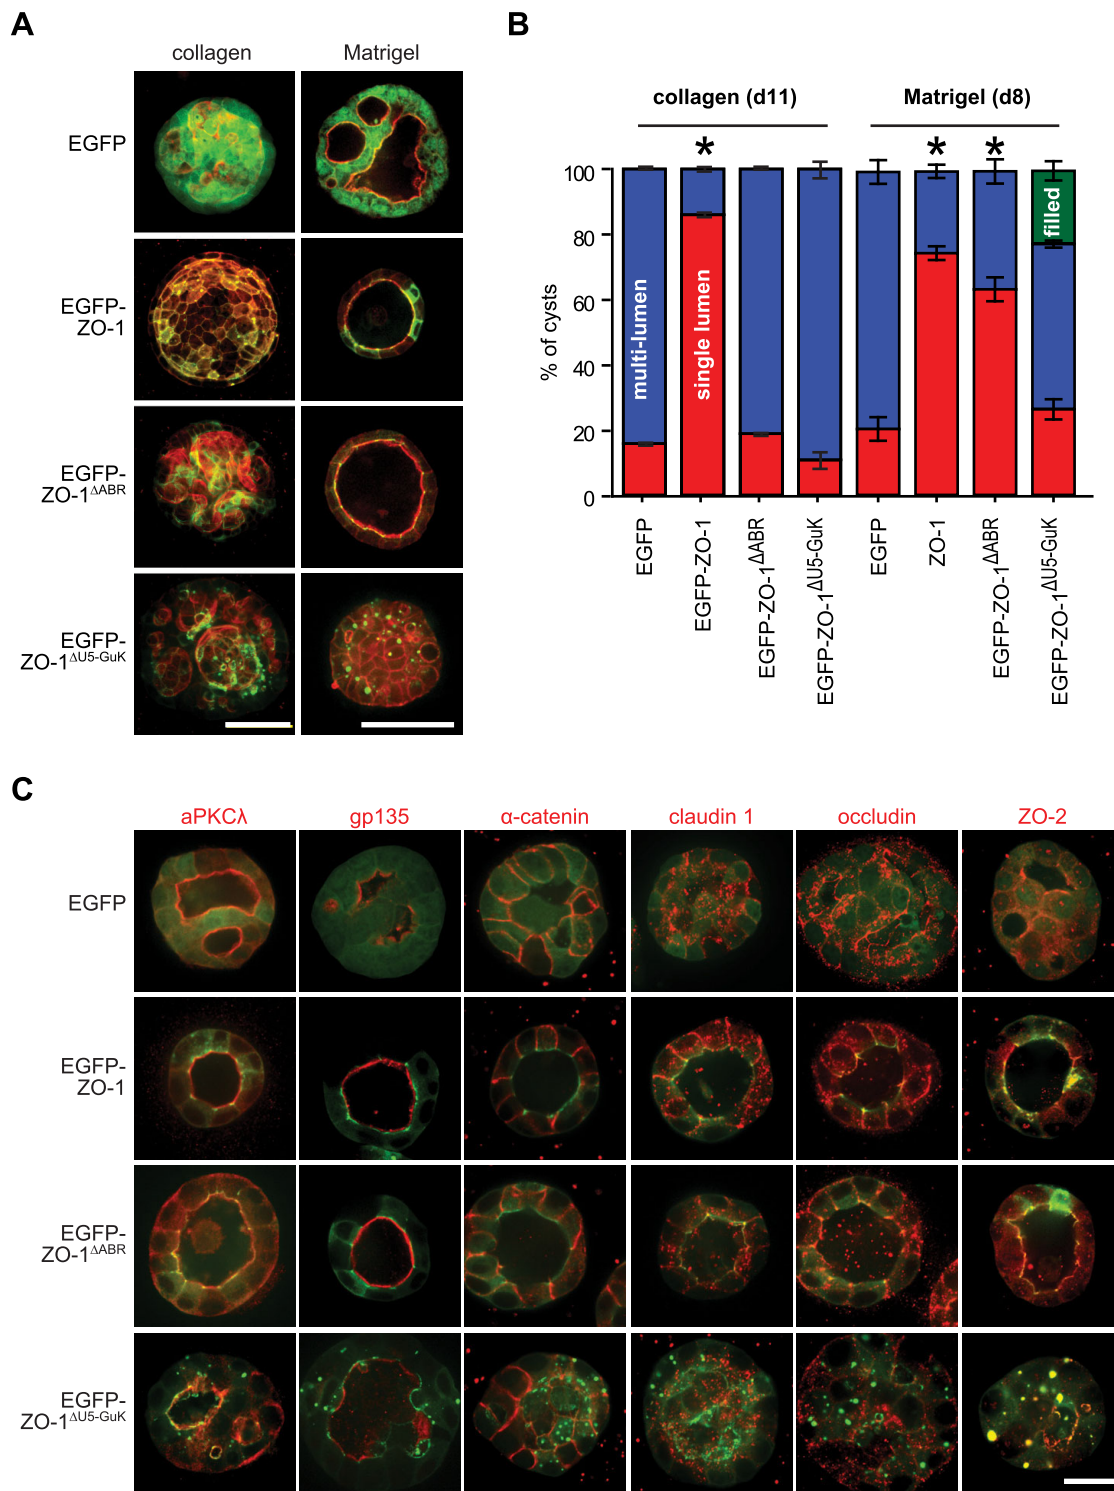 A
collagen
Matrigel
EGFP
EGFP-
ZO-1
EGFP-
ZO-1ΔABR
EGFP-
ZO-1ΔU5-GuK
B
collagen (d11)
Matrigel (d8)
*
*
*
% of cysts
100
80
60
40
20
0
multi-lumen
single lumen
filled
EGFP
EGFP-ZO-1
EGFP-ZO-1ΔABR
EGFP-ZO-1ΔU5-GuK
EGFP
ZO-1
EGFP-ZO-1ΔABR
EGFP-ZO-1ΔU5-GuK
C
aPKCλ
gp135
α-catenin
claudin 1
occludin
ZO-2
EGFP
EGFP-
ZO-1
EGFP-
ZO-1ΔABR
EGFP-
ZO-1ΔU5-GuK